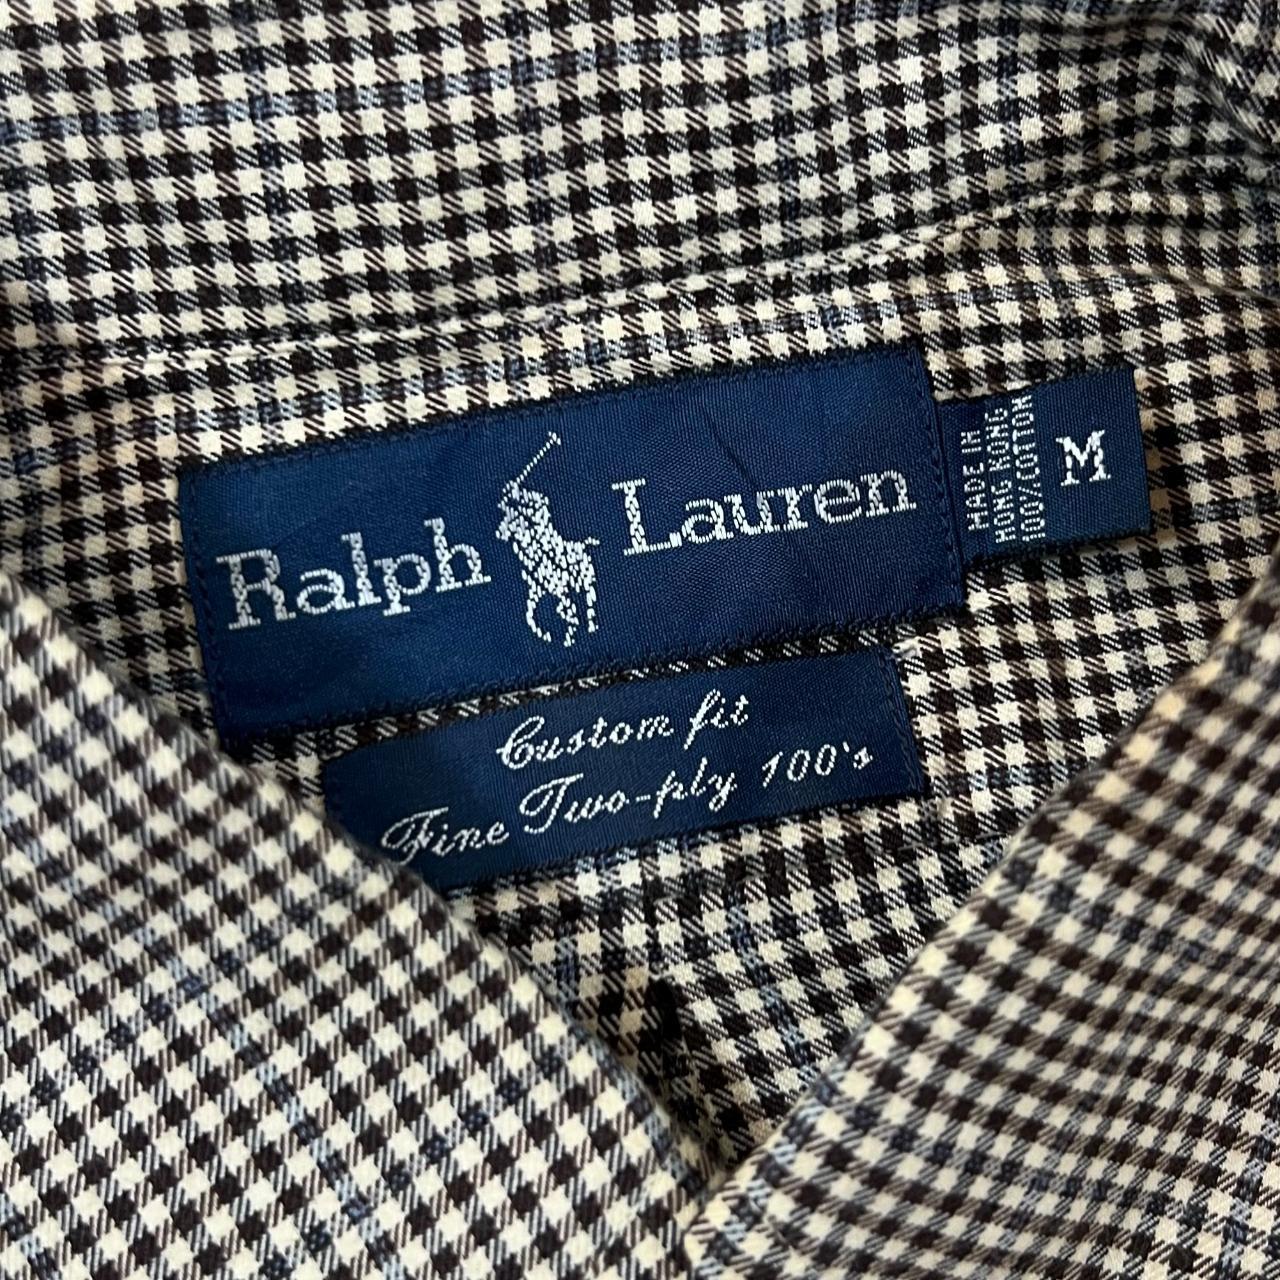 Ralph Lauren
MADE IN
HONG KONG
100% COTTON
M
Custom fit
Fine Two-ply 100's